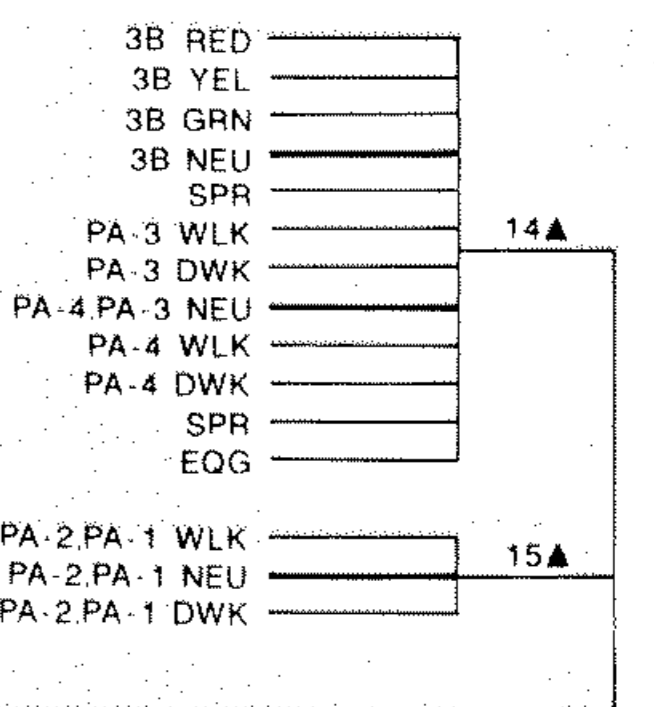 3B RED
3B YEL
3B GRN
3B NEU
SPR
PA-3 WLK
14▲
PA-3 DWK
PA-4,PA-3 NEU
PA-4 WLK
PA-4 DWK
SPR
EQG
PA-2,PA-1 WLK
15▲
PA-2,PA-1 NEU
PA-2,PA-1 DWK